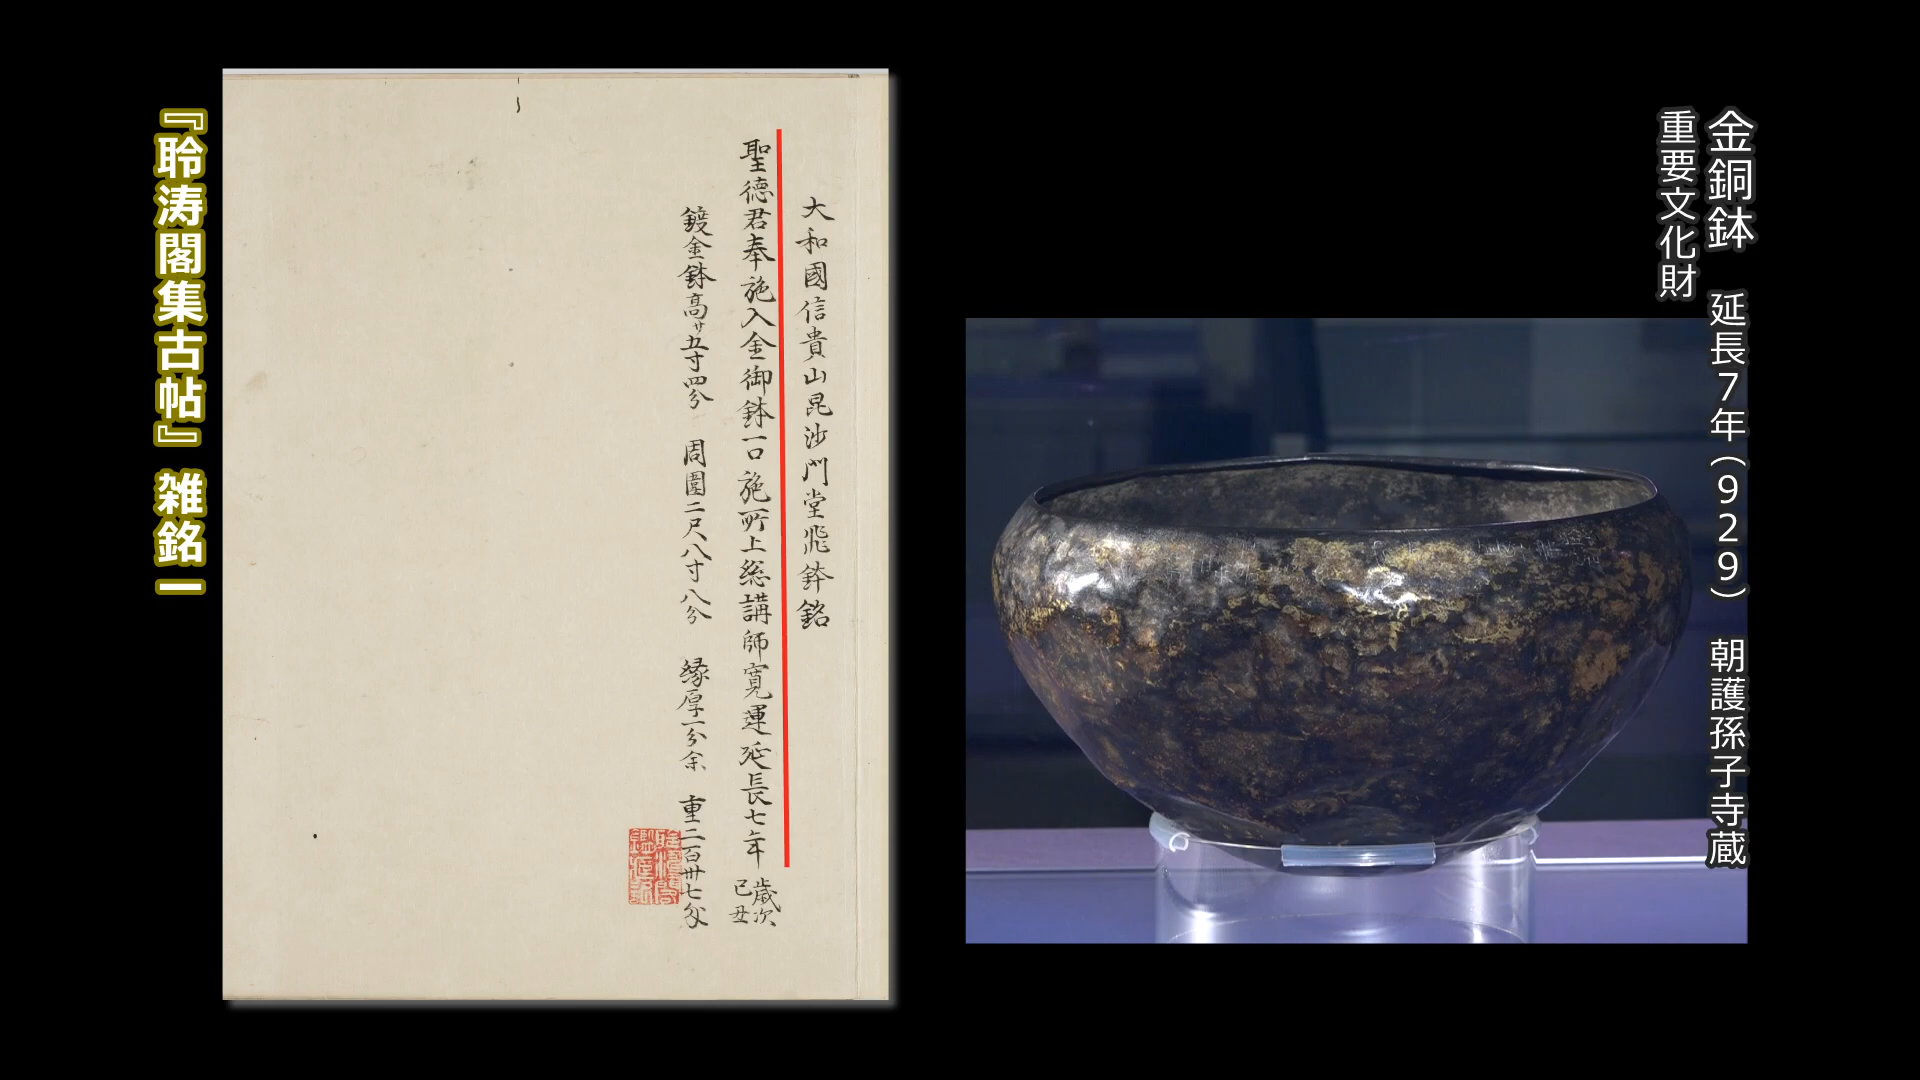 金銅鉢　延長7年(929)　朝護孫子寺蔵
重要文化財
大和國信貴山毘沙門堂飛鉢銘
聖徳君奉施入金御鉢一口施所上総講師寛運延長七年歳次己丑
鍍金鉢高廿五寸四分　周圍二尺八寸八分　縁厚一分余　重二百卅七
『聆涛閣集古帖』雑銘一